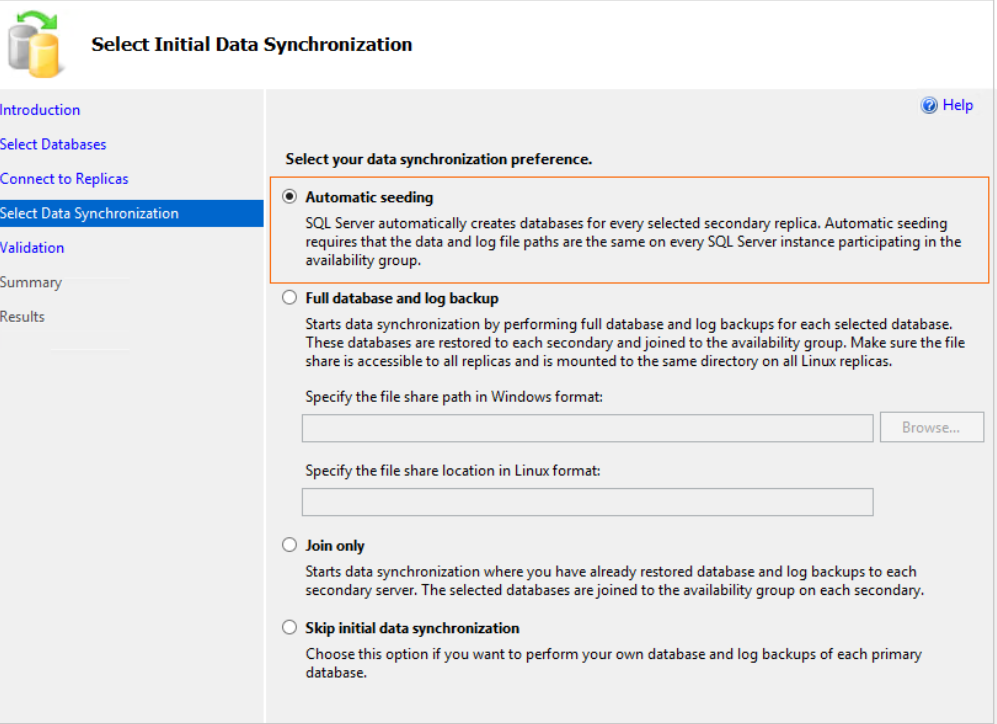 Select Initial Data Synchronization
Help
Introduction
Select Databases
Connect to Replicas
Select Data Synchronization
Validation
Summary
Results
Select your data synchronization preference.
Automatic seeding
SQL Server automatically creates databases for every selected secondary replica. Automatic seeding
requires that the data and log file paths are the same on every SQL Server instance participating in the
availability group.
Full database and log backup
Starts data synchronization by performing full database and log backups for each selected database.
These databases are restored to each secondary and joined to the availability group. Make sure the file
share is accessible to all replicas and is mounted to the same directory on all Linux replicas.
Specify the file share path in Windows format:
Browse...
Specify the file share location in Linux format:
Join only
Starts data synchronization where you have already restored database and log backups to each
secondary server. The selected databases are joined to the availability group on each secondary.
Skip initial data synchronization
Choose this option if you want to perform your own database and log backups of each primary
database.